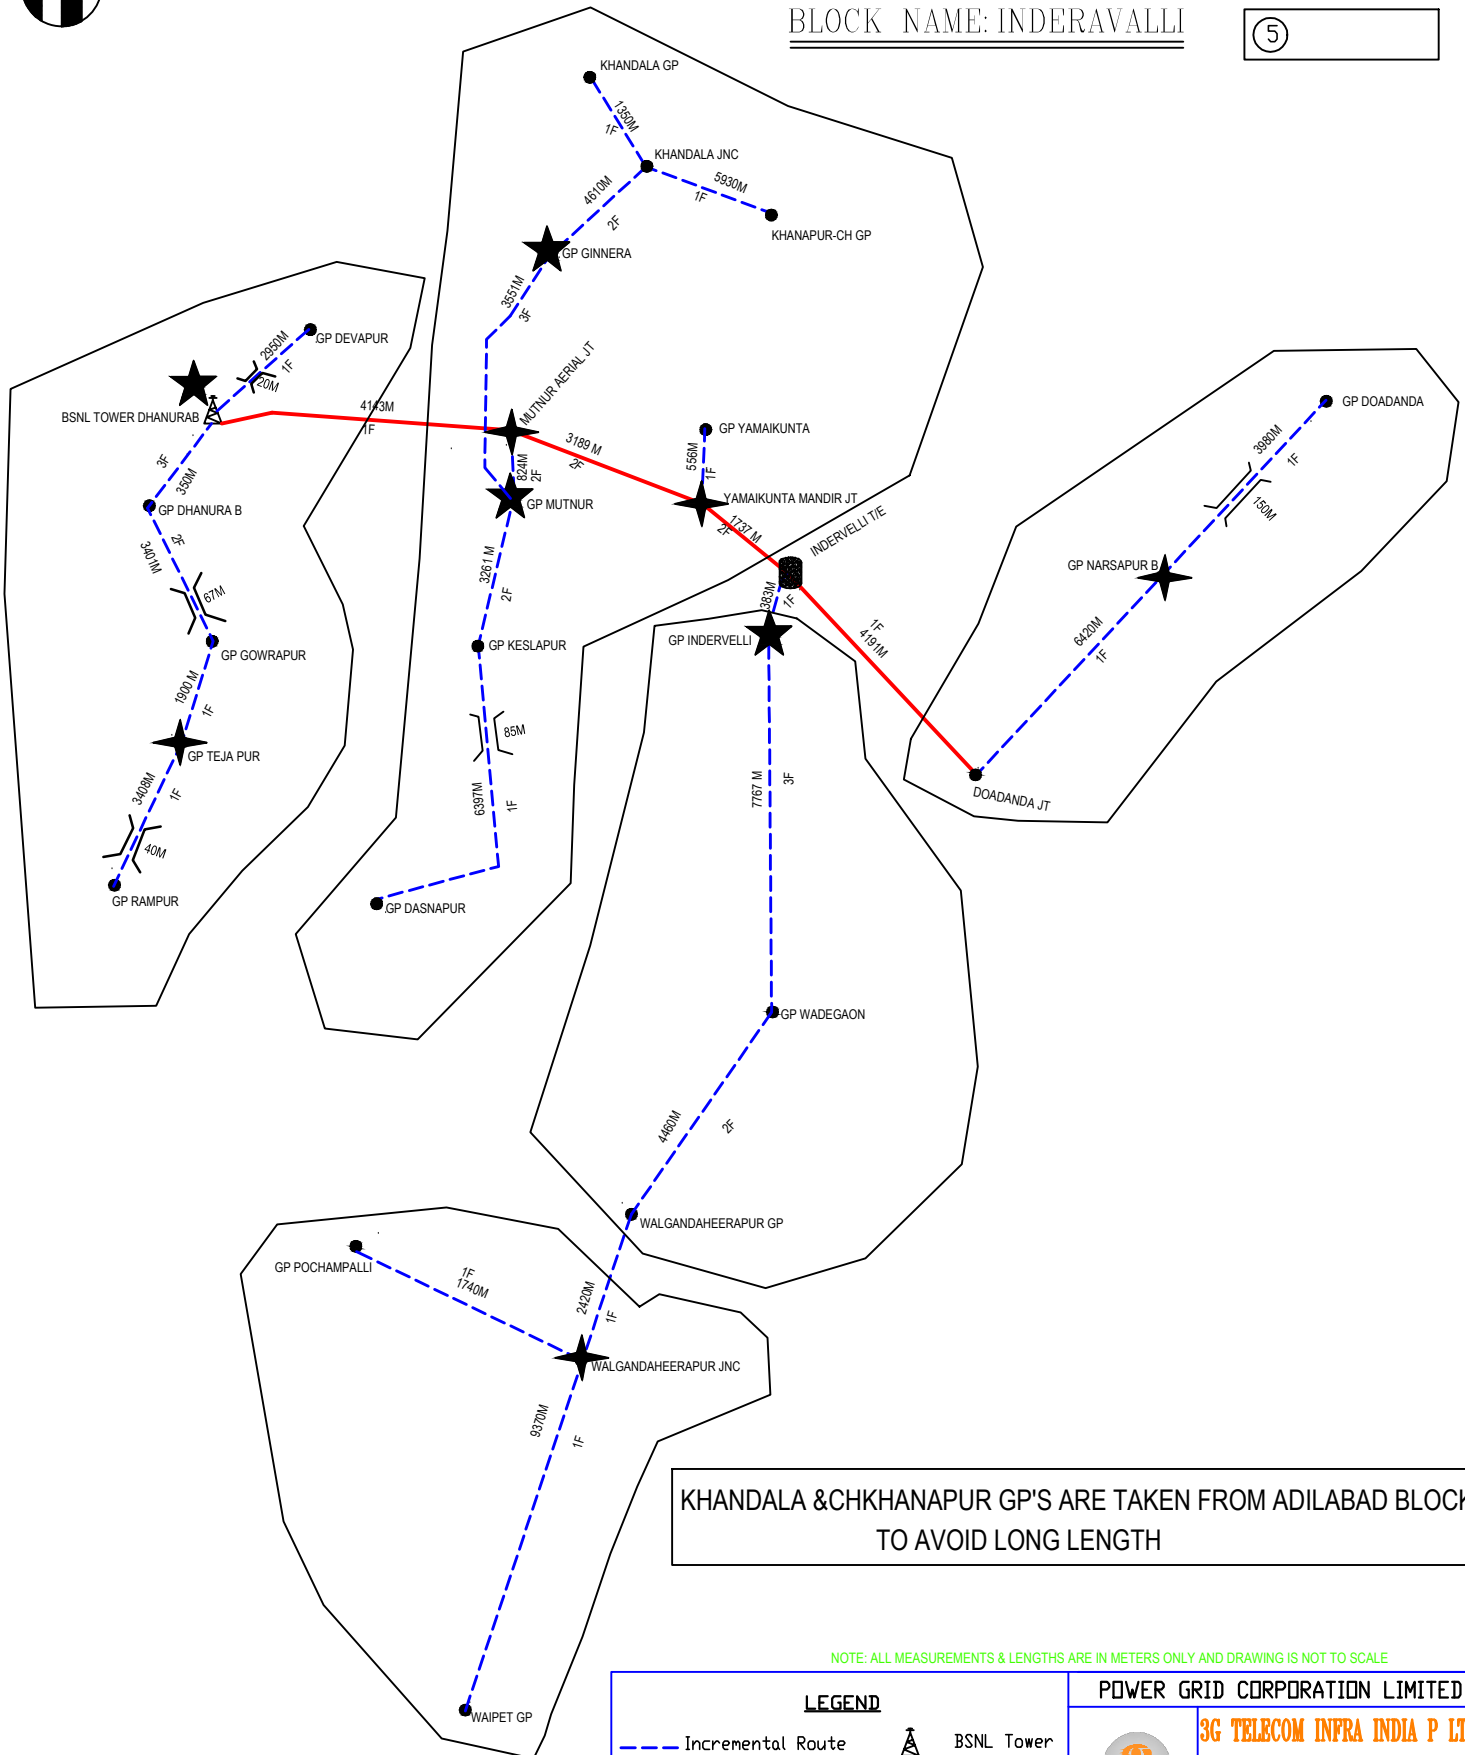 BLOCK NAME: INDERAVALLI
5
KHANDALA GP
1350M
1F
KHANDALA JNC
4610M
2F
5930M
1F
KHANAPUR-CH GP
GP GINNERA
3551M
3F
GP DEVAPUR
2950M
1F
20M
BSNL TOWER DHANURAB
4143M
1F
MUTNUR AERIAL JT
3189 M
2F
824M
2F
GP MUTNUR
GP YAMAIKUNTA
556M
1F
YAMAIKUNTA MANDIR JT
1737 M
2F
INDERVELLI T/E
383M
1F
GP INDERVELLI
1F
4191M
GP DOADANDA
3980M
1F
150M
GP NARSAPUR B
6420M
1F
DOADANDA JT
3F
350M
GP DHANURA B
2F
3401M
67M
GP GOWRAPUR
1900 M
1F
GP TEJA PUR
3408M
1F
40M
GP RAMPUR
3261 M
2F
GP KESLAPUR
85M
6397M
1F
GP DASNAPUR
7767 M
3F
GP WADEGAON
4460M
2F
WALGANDAHEERAPUR GP
2420M
1F
GP POCHAMPALLI
1F
1740M
WALGANDAHEERAPUR JNC
9370M
1F
WAIPET GP
KHANDALA &CHKHANAPUR GP'S ARE TAKEN FROM ADILABAD BLOCK
TO AVOID LONG LENGTH
NOTE: ALL MEASUREMENTS & LENGTHS ARE IN METERS ONLY AND DRAWING IS NOT TO SCALE
LEGEND
Incremental Route
BSNL Tower
POWER GRID CORPORATION LIMITED
3G TELECOM INFRA INDIA P